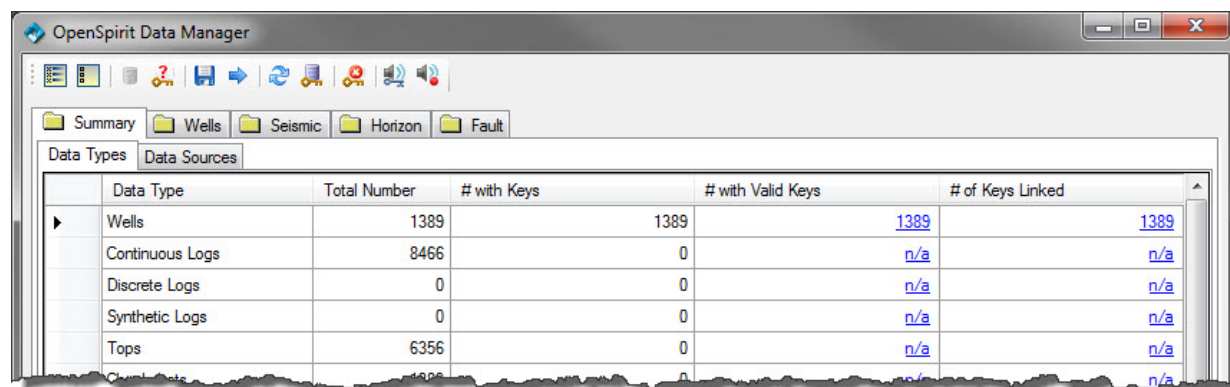 OpenSpirit Data Manager
Summary Wells Seismic Horizon Fault
Data Types Data Sources
Data Type Total Number # with Keys # with Valid Keys # of Keys Linked
Wells 1389 1389 1389 1389
Continuous Logs 8466 0 n/a n/a
Discrete Logs 0 0 n/a n/a
Synthetic Logs 0 0 n/a n/a
Tops 6356 0 n/a n/a
n/a